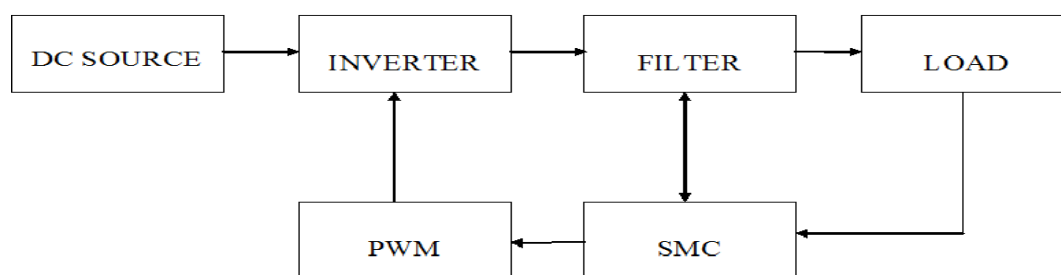 DC SOURCE
INVERTER
FILTER
LOAD
PWM
SMC